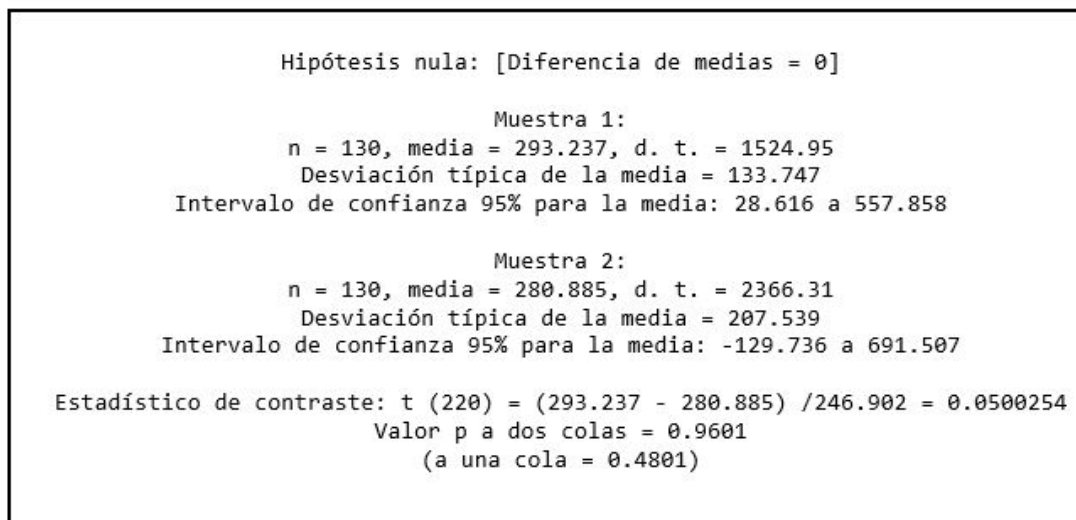 Hipótesis nula: [Diferencia de medias = 0]
Muestra 1:
n = 130, media = 293.237, d. t. = 1524.95
Desviación típica de la media = 133.747
Intervalo de confianza 95% para la media: 28.616 a 557.858
Muestra 2:
n = 130, media = 280.885, d. t. = 2366.31
Desviación típica de la media = 207.539
Intervalo de confianza 95% para la media: -129.736 a 691.507
Estadístico de contraste: t (220) = (293.237 - 280.885) /246.902 = 0.0500254
Valor p a dos colas = 0.9601
(a una cola = 0.4801)